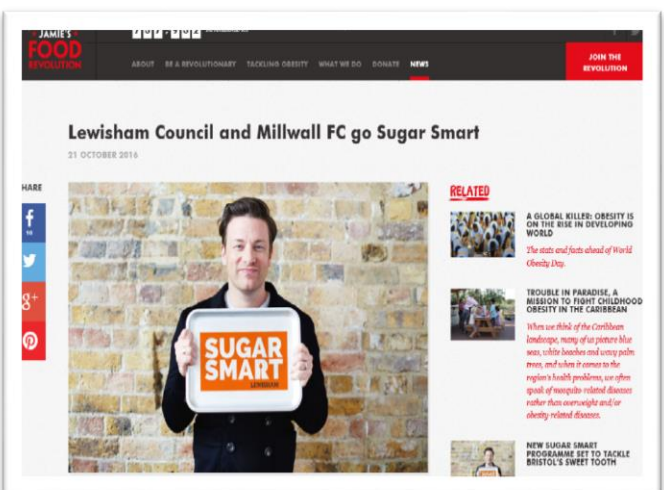 JAMIE'S
FOOD
REVOLUTION
ABOUT BE A REVOLUTIONARY TACKLING OBESITY WHAT WE DO DONATE NEWS
JOIN THE
REVOLUTION
Lewisham Council and Millwall FC go Sugar Smart
21 OCTOBER 2016
HARE
f
g+
SUGAR
SMART
LEWISHAM
RELATED
A GLOBAL KILLER: OBESITY IS
ON THE RISE IN DEVELOPING
WORLD
The stats and facts ahead of World
Obesity Day.
TROUBLE IN PARADISE, A
MISSION TO FIGHT CHILDHOOD
OBESITY IN THE CARIBBEAN
When we think of the Caribbean
landscape, many of us picture blue
seas, white beaches and wavy palm
trees, and when it comes to the
region's health problems, we often
speak of mosquito-related diseases
rather than overweight and/or
obesity-related diseases.
NEW SUGAR SMART
PROGRAMME SET TO TACKLE
BRISTOL'S SWEET TOOTH